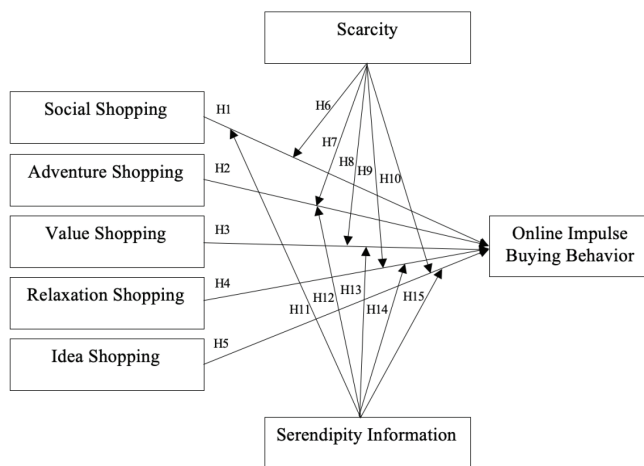 Scarcity
Social Shopping
H1
H6
Adventure Shopping
H2
H7
H8
H9
H10
Value Shopping
H3
Online Impulse
Buying Behavior
Relaxation Shopping
H4
H11
H12
H13
H14
H15
Idea Shopping
H5
Serendipity Information